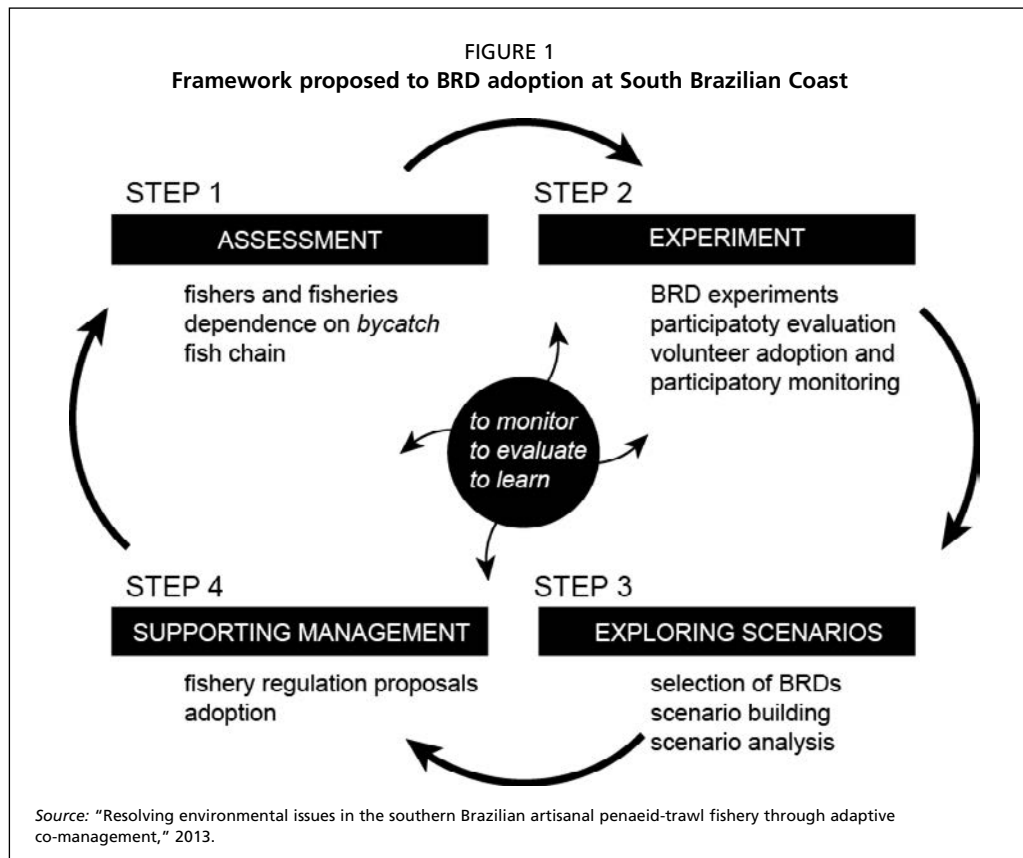 FIGURE 1
Framework proposed to BRD adoption at South Brazilian Coast
STEP 1
ASSESSMENT
fishers and fisheries
dependence on bycatch
fish chain
STEP 2
EXPERIMENT
BRD experiments
participatoty evaluation
volunteer adoption and
participatory monitoring
to monitor
to evaluate
to learn
STEP 4
SUPPORTING MANAGEMENT
fishery regulation proposals
adoption
STEP 3
EXPLORING SCENARIOS
selection of BRDs
scenario building
scenario analysis
Source: “Resolving environmental issues in the southern Brazilian artisanal penaeid-trawl fishery through adaptive
co-management,” 2013.